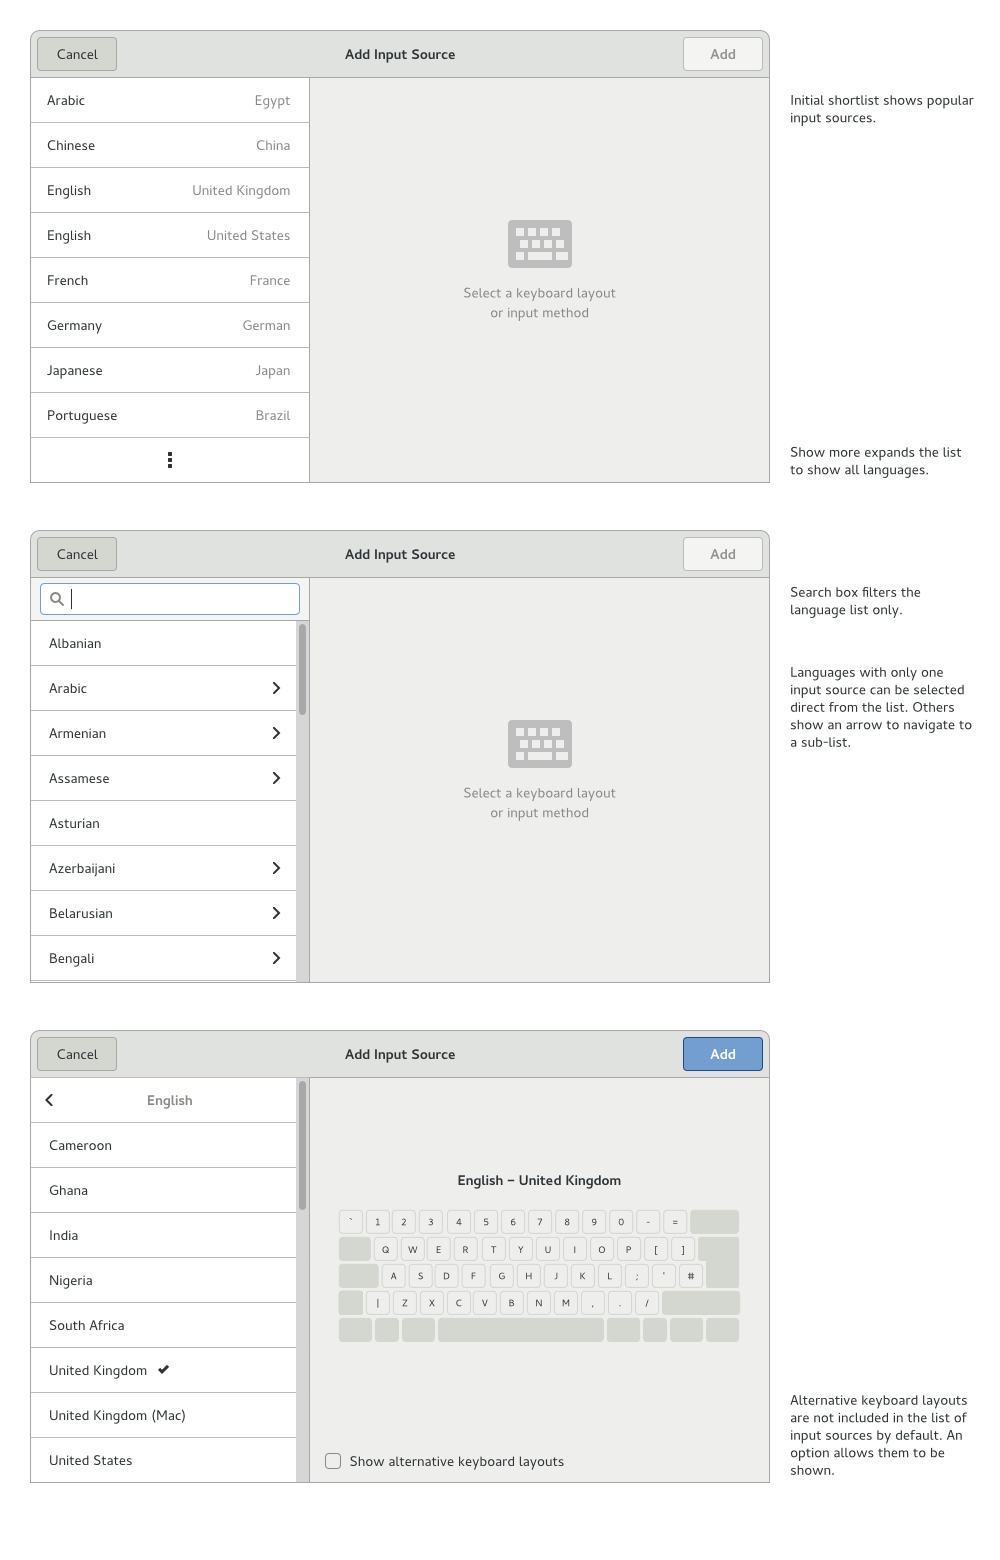 Cancel Add Input Source Add
Arabic Egypt
Chinese China
English United Kingdom
English United States
French France
Germany German
Japanese Japan
Portuguese Brazil
Select a keyboard layout
or input method
Initial shortlist shows popular
input sources.
Show more expands the list
to show all languages.
Cancel Add Input Source Add
Albanian
Arabic
Armenian
Assamese
Asturian
Azerbaijani
Belarusian
Bengali
Select a keyboard layout
or input method
Search box filters the
language list only.
Languages with only one
input source can be selected
direct from the list. Others
show an arrow to navigate to
a sub-list.
Cancel Add Input Source Add
English
Cameroon
Ghana
India
Nigeria
South Africa
United Kingdom
United Kingdom (Mac)
United States
English – United Kingdom
` 1 2 3 4 5 6 7 8 9 0 - =
Q W E R T Y U I O P [ ]
A S D F G H J K L ; ' #
| Z X C V B N M , . /
Show alternative keyboard layouts
Alternative keyboard layouts
are not included in the list of
input sources by default. An
option allows them to be
shown.